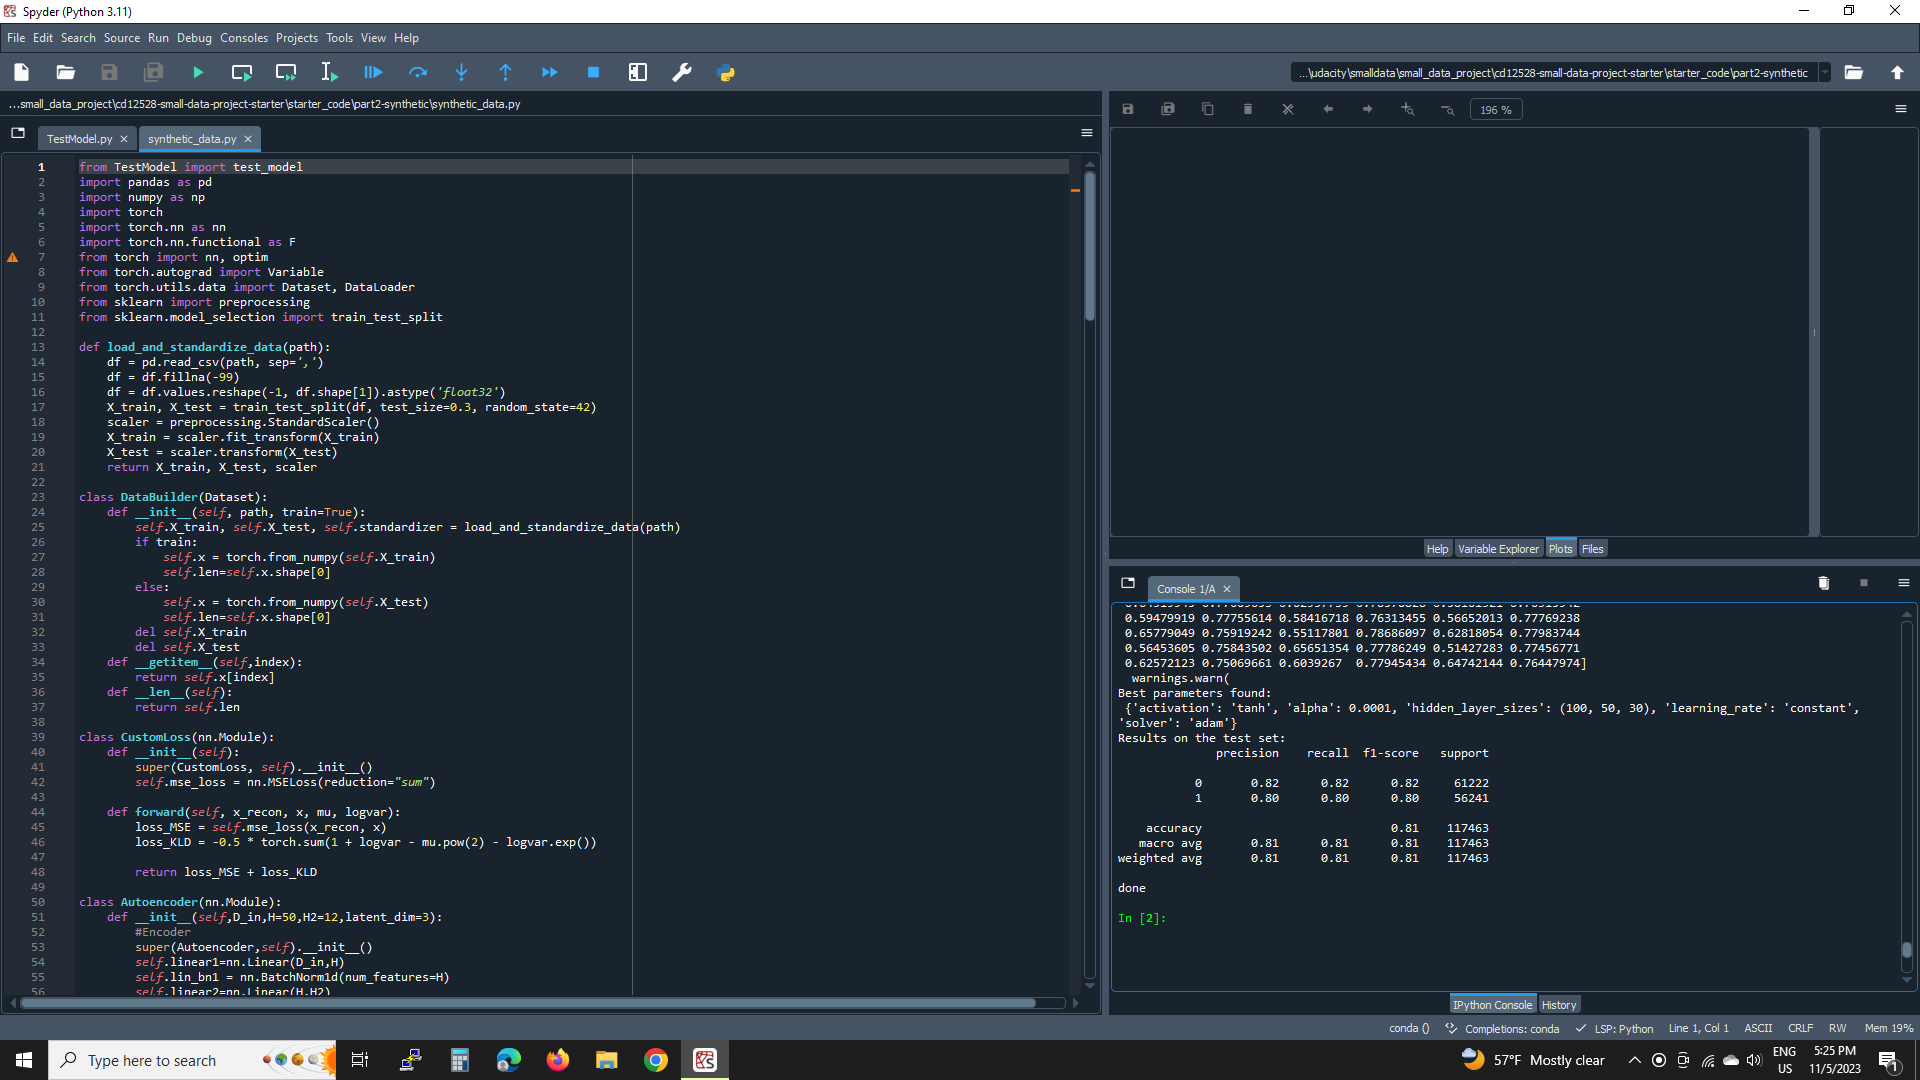 Spyder (Python 3.11)
File Edit Search Source Run Debug Consoles Projects Tools View Help
...\udacity\smalldata\small_data_project\cd12528-small-data-project-starter\starter_code\part2-synthetic
...small_data_project\cd12528-small-data-project-starter\starter_code\part2-synthetic\synthetic_data.py
TestModel.py
synthetic_data.py
1 from TestModel import test_model
2 import pandas as pd
3 import numpy as np
4 import torch
5 import torch.nn as nn
6 import torch.nn.functional as F
7 from torch import nn, optim
8 from torch.autograd import Variable
9 from torch.utils.data import Dataset, DataLoader
10 from sklearn import preprocessing
11 from sklearn.model_selection import train_test_split
12
13 def load_and_standardize_data(path):
14 df = pd.read_csv(path, sep=',')
15 df = df.fillna(-99)
16 df = df.values.reshape(-1, df.shape[1]).astype('float32')
17 X_train, X_test = train_test_split(df, test_size=0.3, random_state=42)
18 scaler = preprocessing.StandardScaler()
19 X_train = scaler.fit_transform(X_train)
20 X_test = scaler.transform(X_test)
21 return X_train, X_test, scaler
22
23 class DataBuilder(Dataset):
24 def __init__(self, path, train=True):
25 self.X_train, self.X_test, self.standardizer = load_and_standardize_data(path)
26 if train:
27 self.x = torch.from_numpy(self.X_train)
28 self.len=self.x.shape[0]
29 else:
30 self.x = torch.from_numpy(self.X_test)
31 self.len=self.x.shape[0]
32 del self.X_train
33 del self.X_test
34 def __getitem__(self,index):
35 return self.x[index]
36 def __len__(self):
37 return self.len
38
39 class CustomLoss(nn.Module):
40 def __init__(self):
41 super(CustomLoss, self).__init__()
42 self.mse_loss = nn.MSELoss(reduction="sum")
43
44 def forward(self, x_recon, x, mu, logvar):
45 loss_MSE = self.mse_loss(x_recon, x)
46 loss_KLD = -0.5 * torch.sum(1 + logvar - mu.pow(2) - logvar.exp())
47
48 return loss_MSE + loss_KLD
49
50 class Autoencoder(nn.Module):
51 def __init__(self,D_in,H=50,H2=12,latent_dim=3):
52 #Encoder
53 super(Autoencoder,self).__init__()
54 self.linear1=nn.Linear(D_in,H)
55 self.lin_bn1 = nn.BatchNorm1d(num_features=H)
56 self.linear2=nn.Linear(H,H2)
196 %
Help Variable Explorer Plots Files
Console 1/A
0.59479919 0.77755614 0.58416718 0.76313455 0.56652013 0.77769238
0.65779049 0.75919242 0.55117801 0.78686097 0.62818054 0.77983744
0.56453605 0.75843502 0.65651354 0.77786249 0.51427283 0.77456771
0.62572123 0.75069661 0.6039267 0.77945434 0.64742144 0.76447974]
warnings.warn(
Best parameters found:
{'activation': 'tanh', 'alpha': 0.0001, 'hidden_layer_sizes': (100, 50, 30), 'learning_rate': 'constant',
'solver': 'adam'}
Results on the test set:
precision recall f1-score support
0 0.82 0.82 0.82 61222
1 0.80 0.80 0.80 56241
accuracy 0.81 117463
macro avg 0.81 0.81 0.81 117463
weighted avg 0.81 0.81 0.81 117463
done
In [2]:
IPython Console History
conda () Completions: conda LSP: Python Line 1, Col 1 ASCII CRLF RW Mem 19%
Type here to search
57°F Mostly clear
ENG
US
5:25 PM
11/5/2023
1